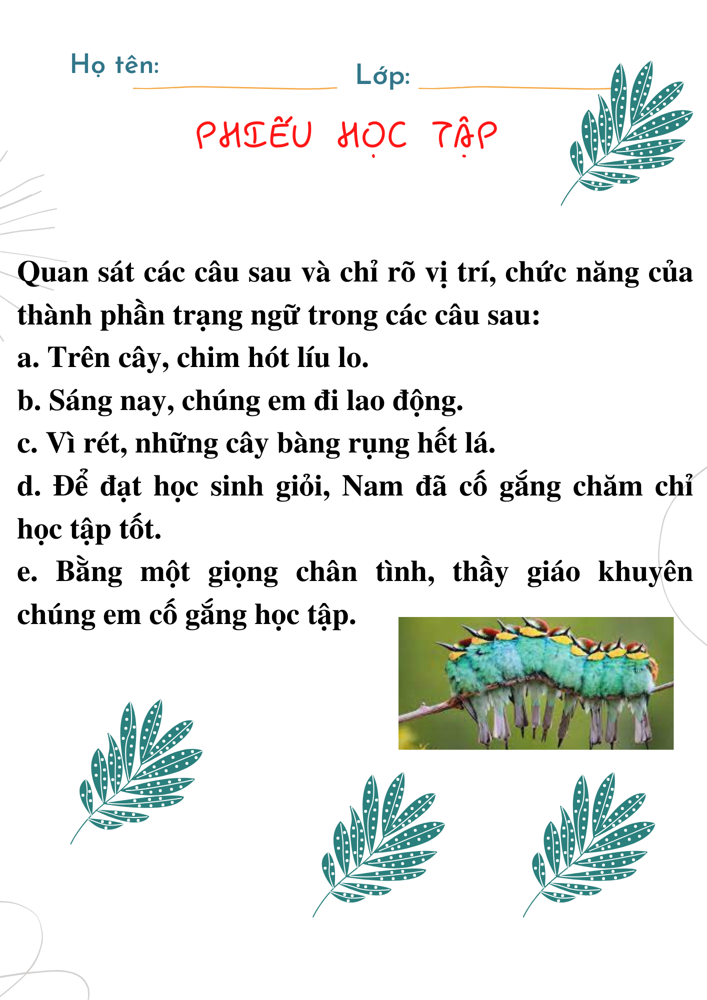 Họ tên:
Lớp:
PHIẾU HỌC TẬP
Quan sát các câu sau và chỉ rõ vị trí, chức năng của
thành phần trạng ngữ trong các câu sau:
a. Trên cây, chim hót líu lo.
b. Sáng nay, chúng em đi lao động.
c. Vì rét, những cây bàng rụng hết lá.
d. Để đạt học sinh giỏi, Nam đã cố gắng chăm chỉ
học tập tốt.
e. Bằng một giọng chân tình, thầy giáo khuyên
chúng em cố gắng học tập.